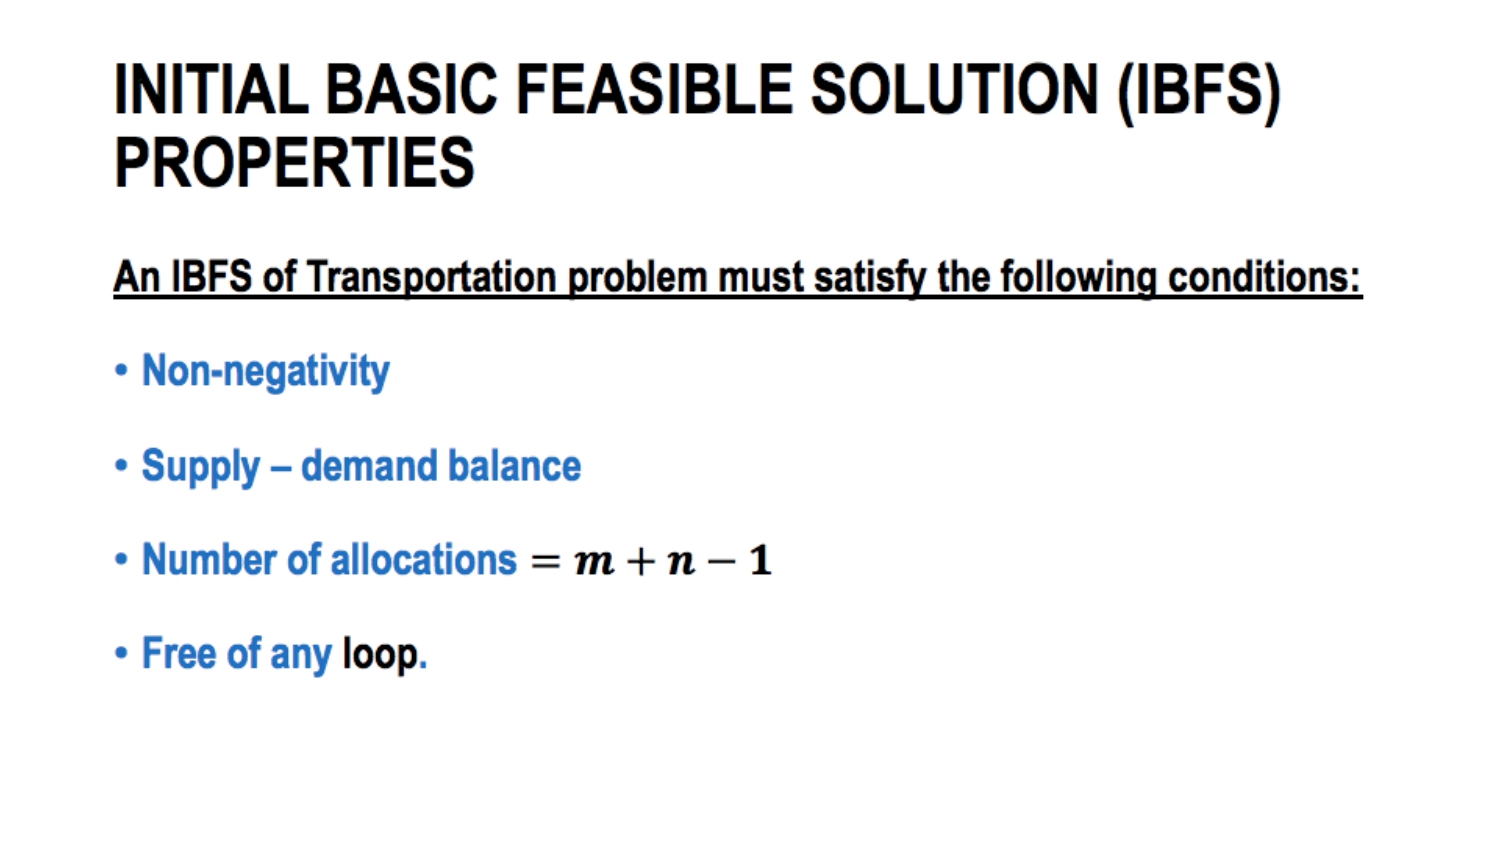 INITIAL BASIC FEASIBLE SOLUTION (IBFS)
PROPERTIES
An IBFS of Transportation problem must satisfy the following conditions:
• Non-negativity
• Supply – demand balance
• Number of allocations = m + n − 1
• Free of any loop.